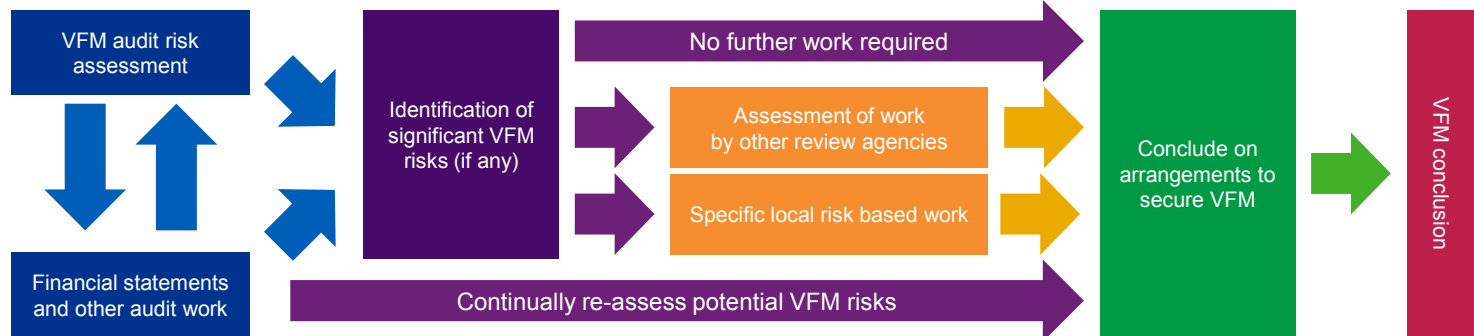 VFM audit risk
assessment
Financial statements
and other audit work
Identification of
significant VFM
risks (if any)
No further work required
Assessment of work
by other review agencies
Specific local risk based work
Continually re-assess potential VFM risks
Conclude on
arrangements to
secure VFM
VFM conclusion